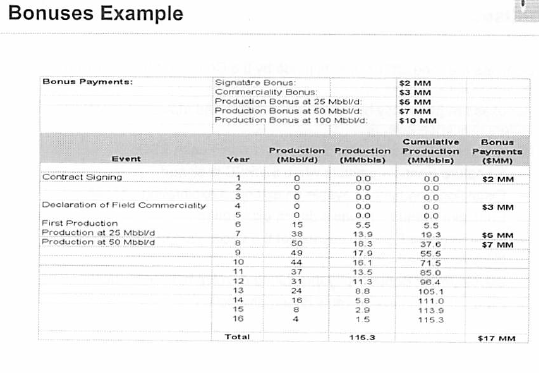 Bonuses Example
Bonus Payments: Signature Bonus: $2 MM
Commerciality Bonus: $3 MM
Production Bonus at 25 Mbbl/d: $6 MM
Production Bonus at 50 Mbbl/d: $7 MM
Production Bonus at 100 Mbbl/d: $10 MM
Cumulative Bonus
Production Production Production Payments
Event Year (Mbbl/d) (MMbbls) (MMbbls) ($MM)
Contract Signing 1 0 0.0 0.0 $2 MM
2 0 0.0 0.0
3 0 0.0 0.0
Declaration of Field Commerciality 4 0 0.0 0.0 $3 MM
5 0 0.0 0.0
First Production 6 15 5.5 5.5
Production at 25 Mbbl/d 7 38 13.9 19.3 $5 MM
Production at 50 Mbbl/d 8 50 18.3 37.6 $7 MM
9 49 17.9 55.5
10 44 16.1 71.5
11 37 13.5 85.0
12 31 11.3 96.4
13 24 8.8 105.1
14 16 5.8 111.0
15 8 2.9 113.9
16 4 1.5 115.3
Total 115.3 $17 MM